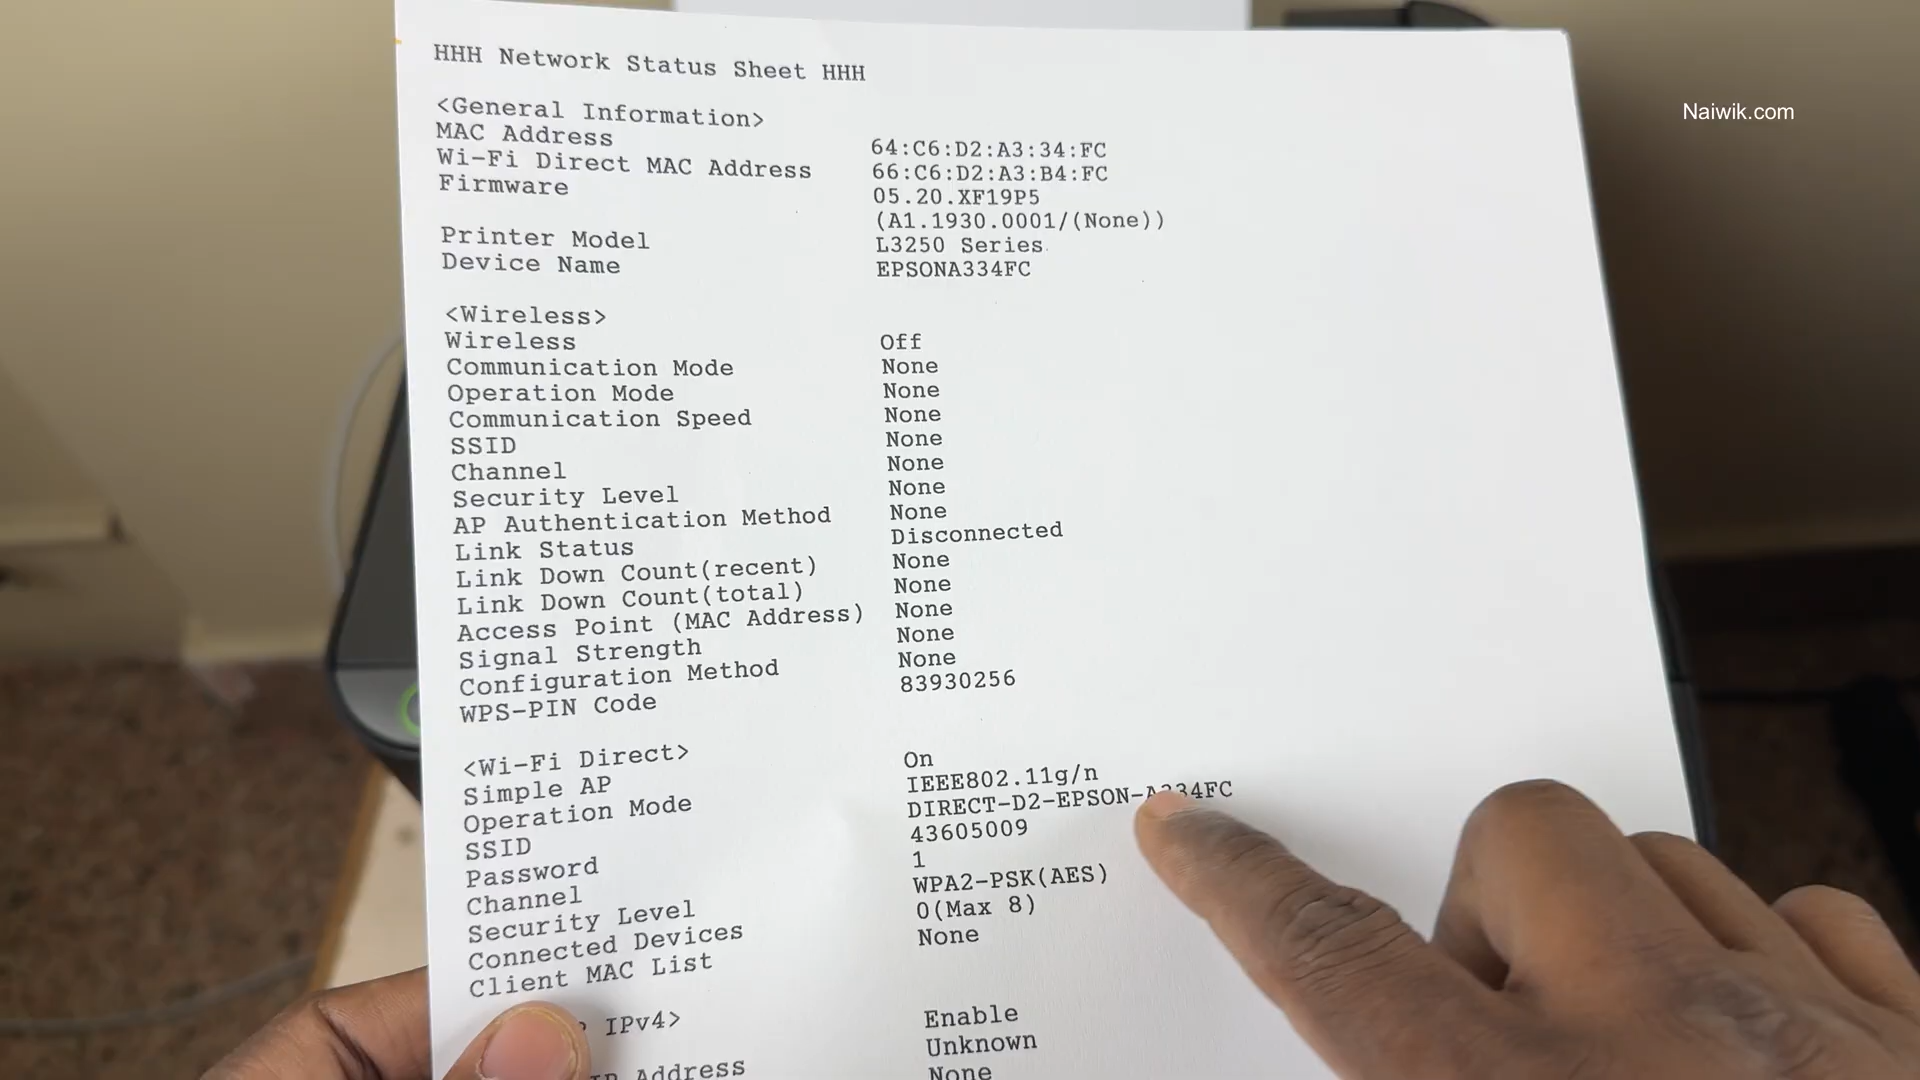 HHH Network Status Sheet HHH
Naiwik.com
<General Information>
MAC Address 64:C6:D2:A3:34:FC
Wi-Fi Direct MAC Address 66:C6:D2:A3:B4:FC
Firmware 05.20.XF19P5
(A1.1930.0001/(None))
Printer Model L3250 Series
Device Name EPSONA334FC
<Wireless>
Wireless Off
Communication Mode None
Operation Mode None
Communication Speed None
SSID None
Channel None
Security Level None
AP Authentication Method None
Link Status Disconnected
Link Down Count(recent) None
Link Down Count(total) None
Access Point (MAC Address) None
Signal Strength None
Configuration Method None
WPS-PIN Code 83930256
<Wi-Fi Direct>
Simple AP On
Operation Mode IEEE802.11g/n
SSID DIRECT-D2-EPSON-A334FC
Password 43605009
Channel 1
Security Level WPA2-PSK(AES)
Connected Devices 0(Max 8)
Client MAC List None
IPv4>
Enable
Unknown
Address None